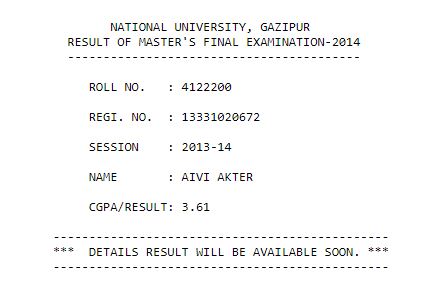 NATIONAL UNIVERSITY, GAZIPUR
RESULT OF MASTER'S FINAL EXAMINATION-2014
-----------------------------------------
ROLL NO.   : 4122200
REGI. NO.  : 13331020672
SESSION    : 2013-14
NAME       : AIVI AKTER
CGPA/RESULT: 3.61
-----------------------------------------------
***  DETAILS RESULT WILL BE AVAILABLE SOON. ***
-----------------------------------------------